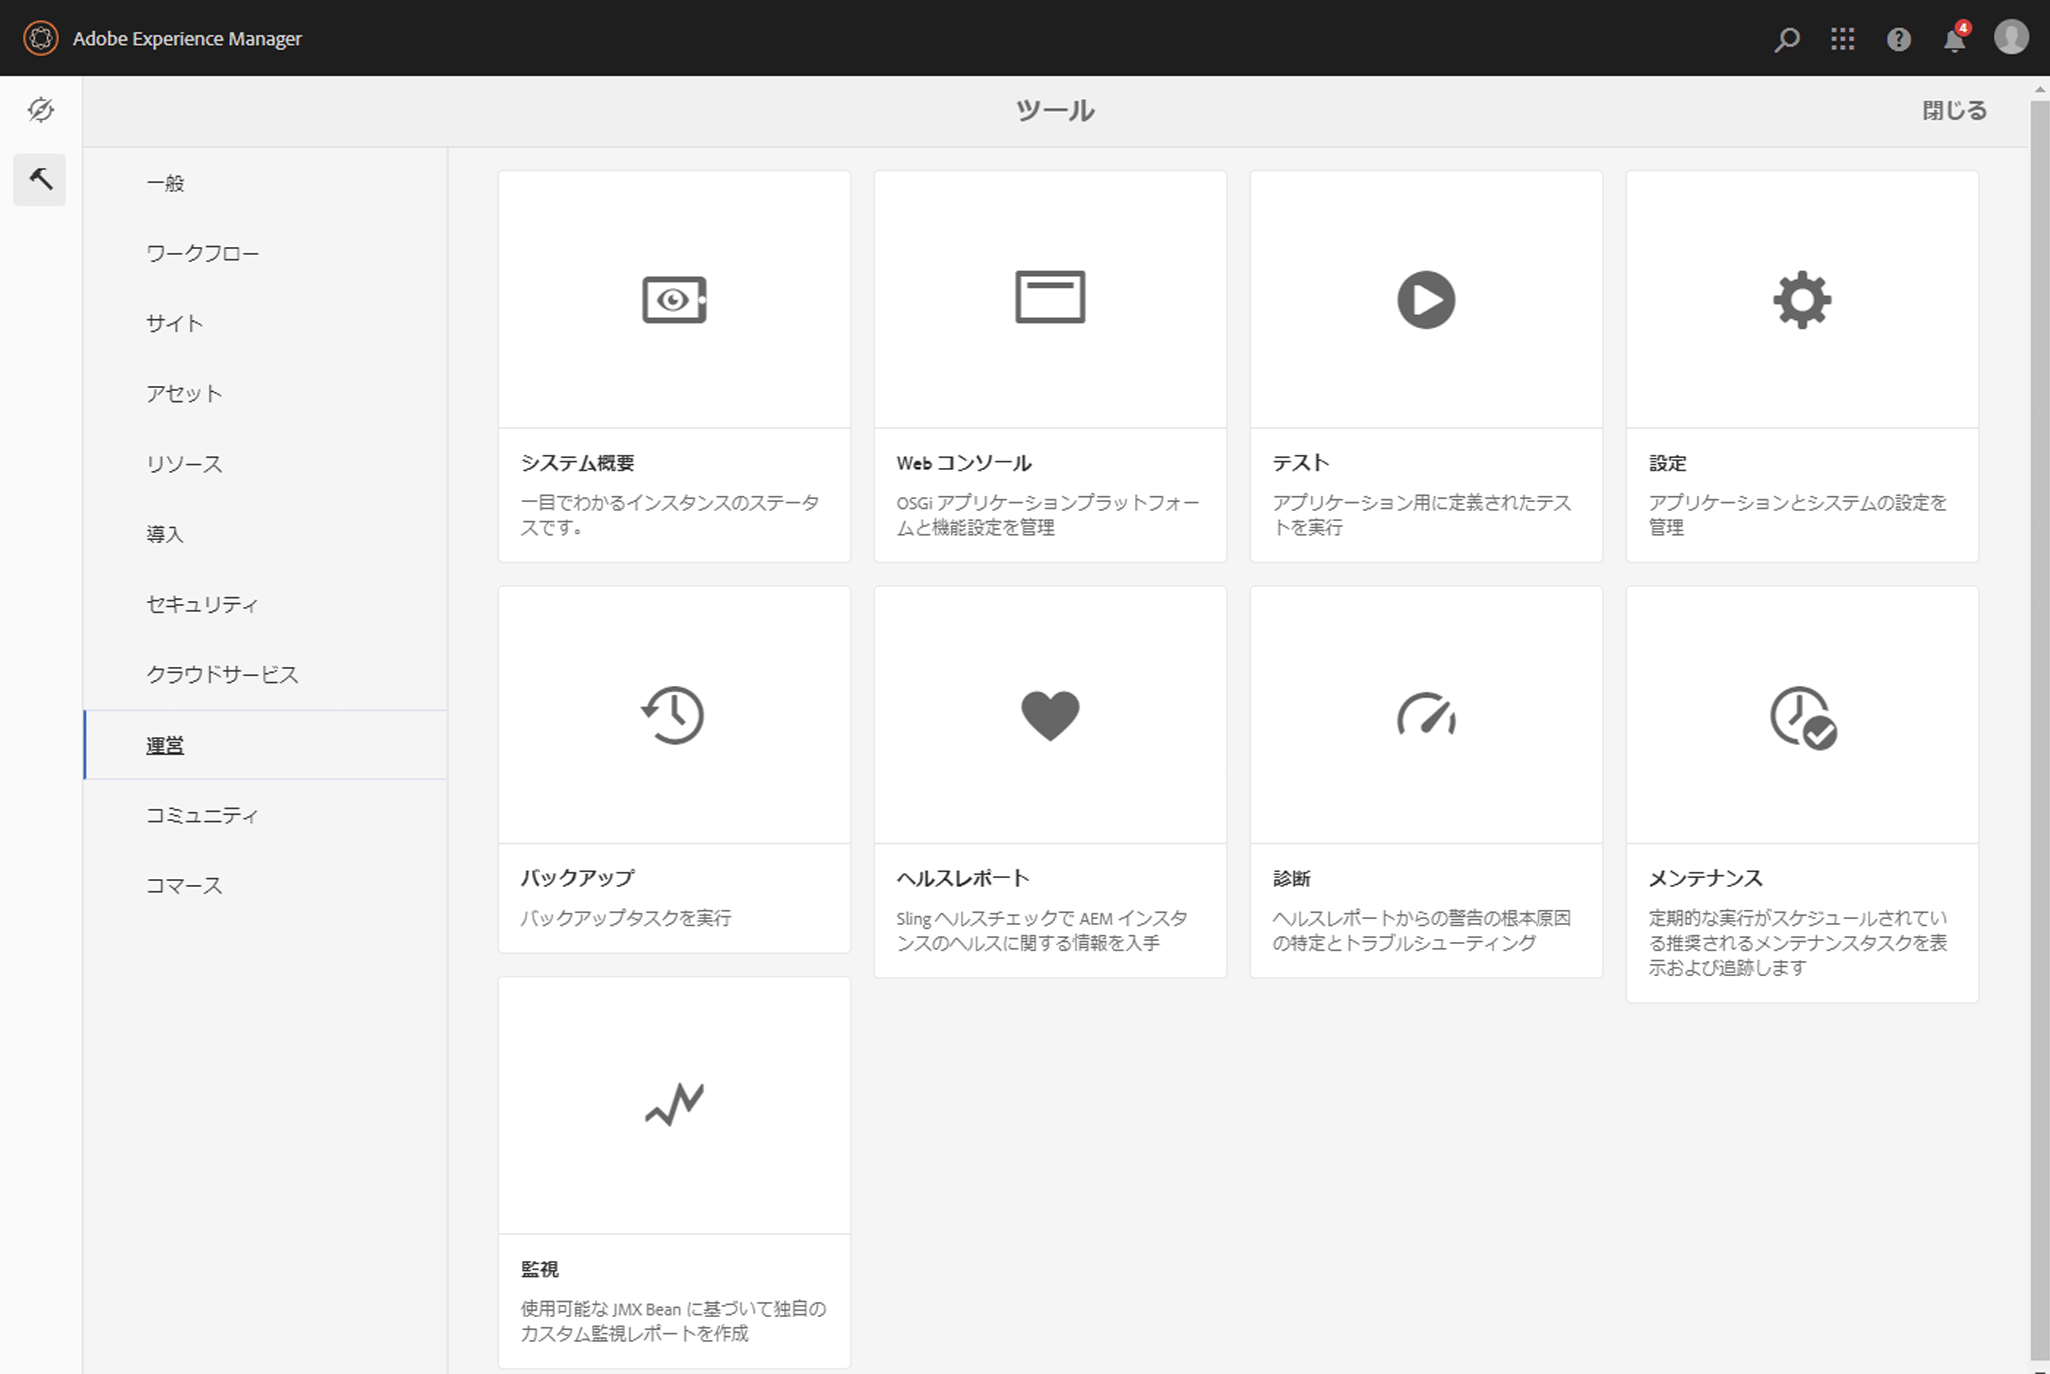 Adobe Experience Manager
4
ツール
閉じる
一般
ワークフロー
サイト
アセット
リソース
導入
セキュリティ
クラウドサービス
運営
コミュニティ
コマース
システム概要
一目でわかるインスタンスのステータ
スです。
Web コンソール
OSGi アプリケーションプラットフォー
ムと機能設定を管理
テスト
アプリケーション用に定義されたテス
トを実行
設定
アプリケーションとシステムの設定を
管理
バックアップ
バックアップタスクを実行
ヘルスレポート
Sling ヘルスチェックで AEM インスタ
ンスのヘルスに関する情報を入手
診断
ヘルスレポートからの警告の根本原因
の特定とトラブルシューティング
メンテナンス
定期的な実行がスケジュールされてい
る推奨されるメンテナンスタスクを表
示および追跡します
監視
使用可能な JMX Bean に基づいて独自の
カスタム監視レポートを作成